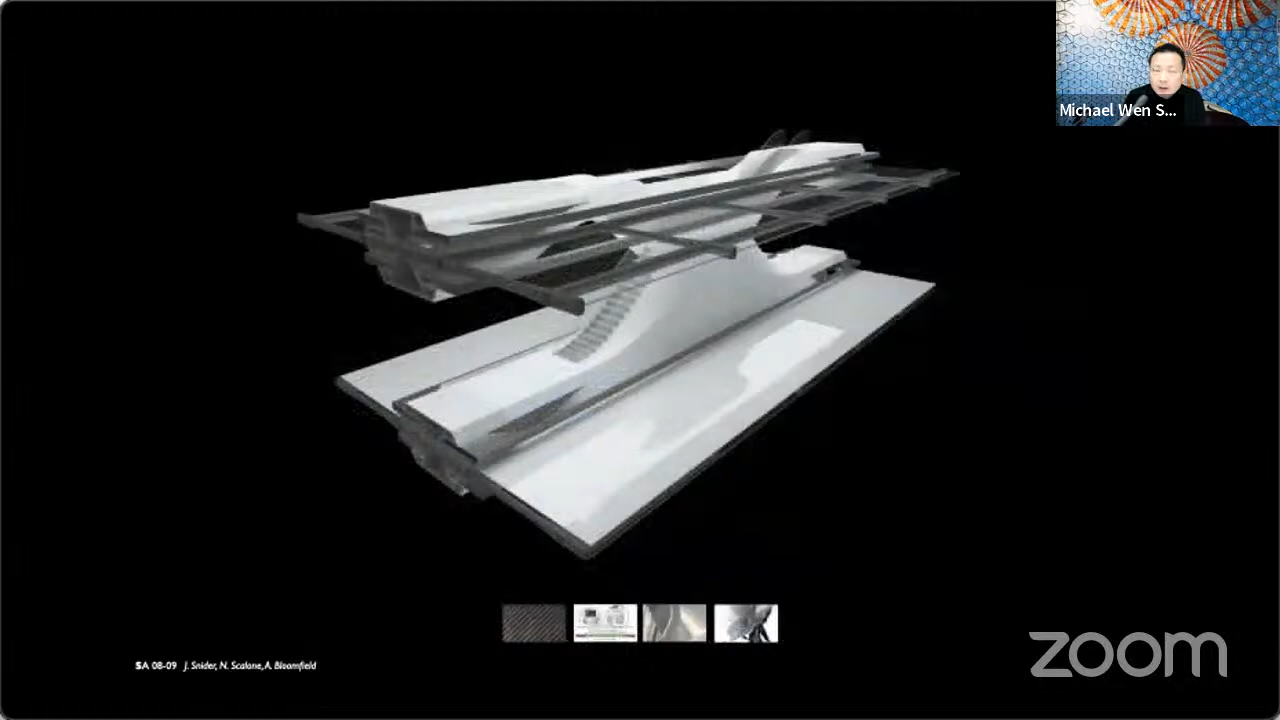 Michael Wen S...
SA 08-09 J. Snider, N. Scalone, A. Bloomfield
zoom